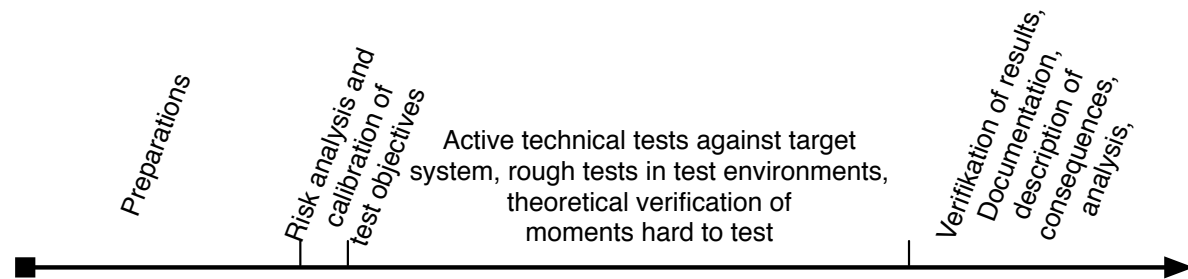 Preparations
Risk analysis and
calibration of
test objectives
Active technical tests against target
system, rough tests in test environments,
theoretical verification of
moments hard to test
Verifikation of results,
Documentation,
description of
consequences,
analysis,